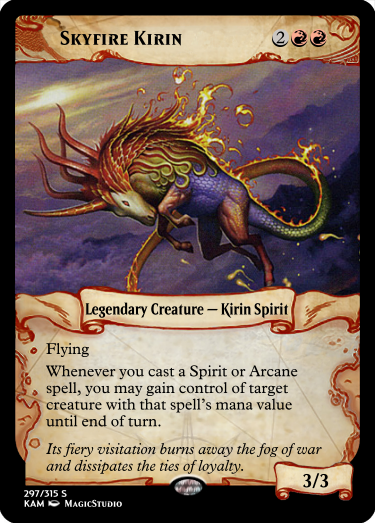 Skyfire Kirin 2
Legendary Creature — Kirin Spirit
Flying
Whenever you cast a Spirit or Arcane
spell, you may gain control of target
creature with that spell's mana value
until end of turn.
Its fiery visitation burns away the fog of war
and dissipates the ties of loyalty.
3/3
297/315 S
KAM MagicStudio